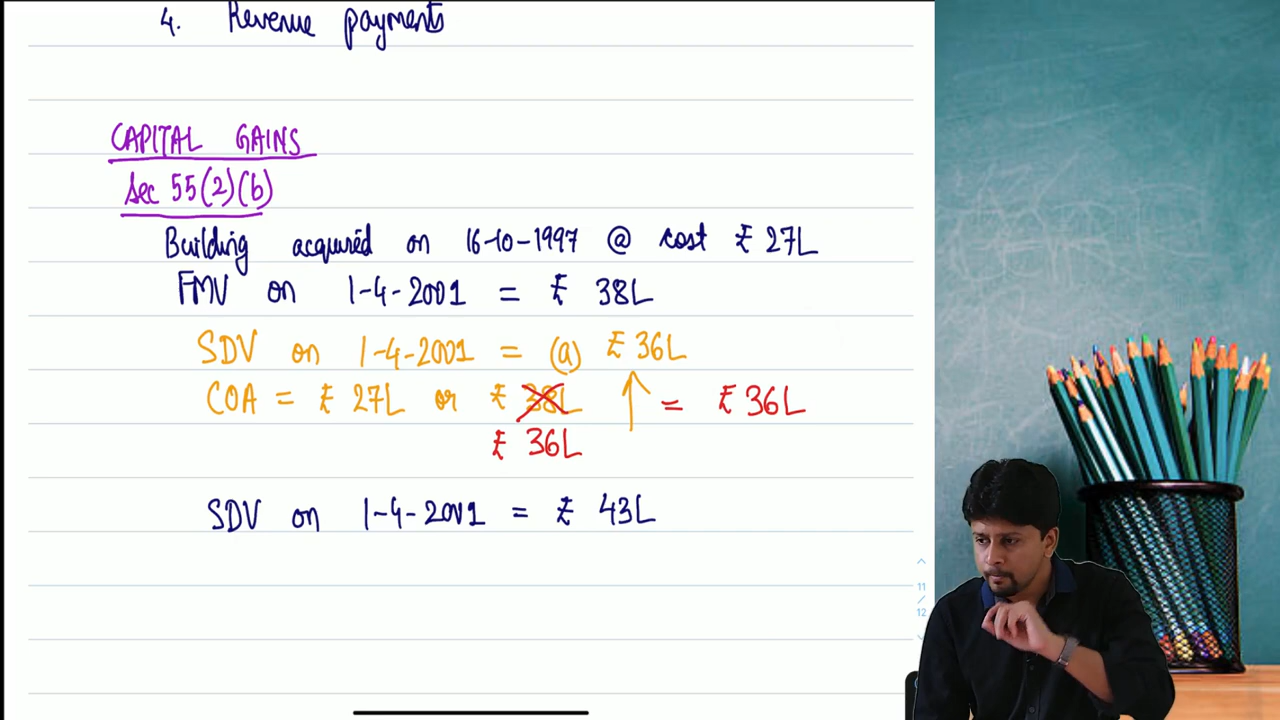 4. Revenue payments
CAPITAL GAINS
Sec 55(2)(b)
Building acquired on 16-10-1997 @ cost ₹ 27L
FMV on 1-4-2001 = ₹ 38L
SDV on 1-4-2001 = (a) ₹ 36L
COA = ₹ 27L or ₹ 38L ↑ = ₹ 36L
₹ 36L
SDV on 1-4-2001 = ₹ 43L
11
/
12